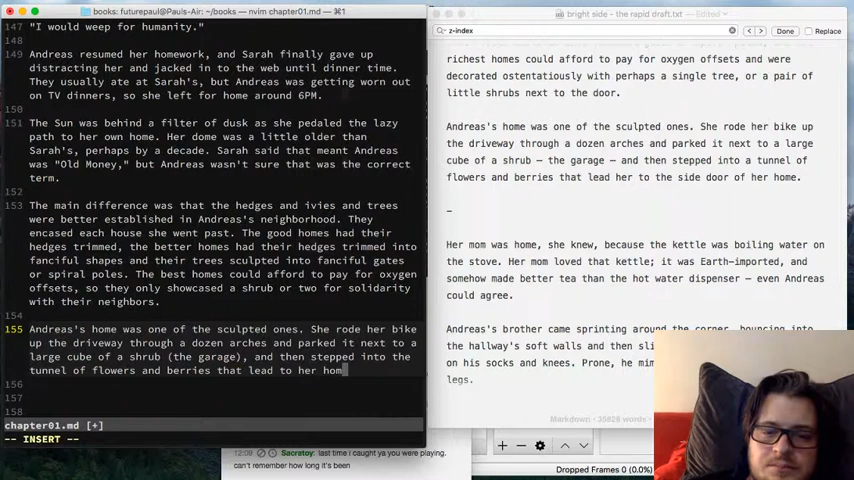 books: futurepaul@Pauls-Air: ~/books — nvim chapter01.md — ⌘1
147 "I would weep for humanity."
148
149 Andreas resumed her homework, and Sarah finally gave up
distracting her and jacked in to the web until dinner time.
They usually ate at Sarah's, but Andreas was getting worn out
on TV dinners, so she left for home around 6PM.
150
151 The Sun was behind a filter of dusk as she pedaled the lazy
path to her own home. Her dome was a little older than
Sarah's, perhaps by a decade. Sarah said that meant Andreas
was "Old Money," but Andreas wasn't sure that was the correct
term.
152
153 The main difference was that the hedges and ivies and trees
were better established in Andreas's neighborhood. They
encased each house she went past. The good homes had their
hedges trimmed, the better homes had their hedges trimmed into
fanciful shapes and their trees sculpted into fanciful gates
or spiral poles. The best homes could afford to pay for oxygen
offsets, so they only showcased a shrub or two for solidarity
with their neighbors.
154
155 Andreas's home was one of the sculpted ones. She rode her bike
up the driveway through a dozen arches and parked it next to a
large cube of a shrub (the garage), and then stepped into the
tunnel of flowers and berries that lead to her hom
156
157
158
chapter01.md [+]
-- INSERT --
bright side - the rapid draft.txt — Edited
z-index
Done
Replace
richest homes could afford to pay for oxygen offsets and were
decorated ostentatiously with perhaps a single tree, or a pair of
little shrubs next to the door.
Andreas's home was one of the sculpted ones. She rode her bike up
the driveway through a dozen arches and parked it next to a large
cube of a shrub — the garage — and then stepped into a tunnel of
flowers and berries that lead her to the side door of her home.
—
Her mom was home, she knew, because the kettle was boiling water on
the stove. Her mom loved that kettle; it was Earth-imported, and
somehow made better tea than the hot water dispenser — even Andreas
could agree.
Andreas's brother came sprinting around the corner, bouncing into
the hallway's soft walls and then sli
on his socks and knees. Prone, he mim
legs.
Markdown 35828 words
12:09 Sacratoy: last time i caught ya you were playing.
can't remember how long it's been
Dropped Frames 0 (0.0%)